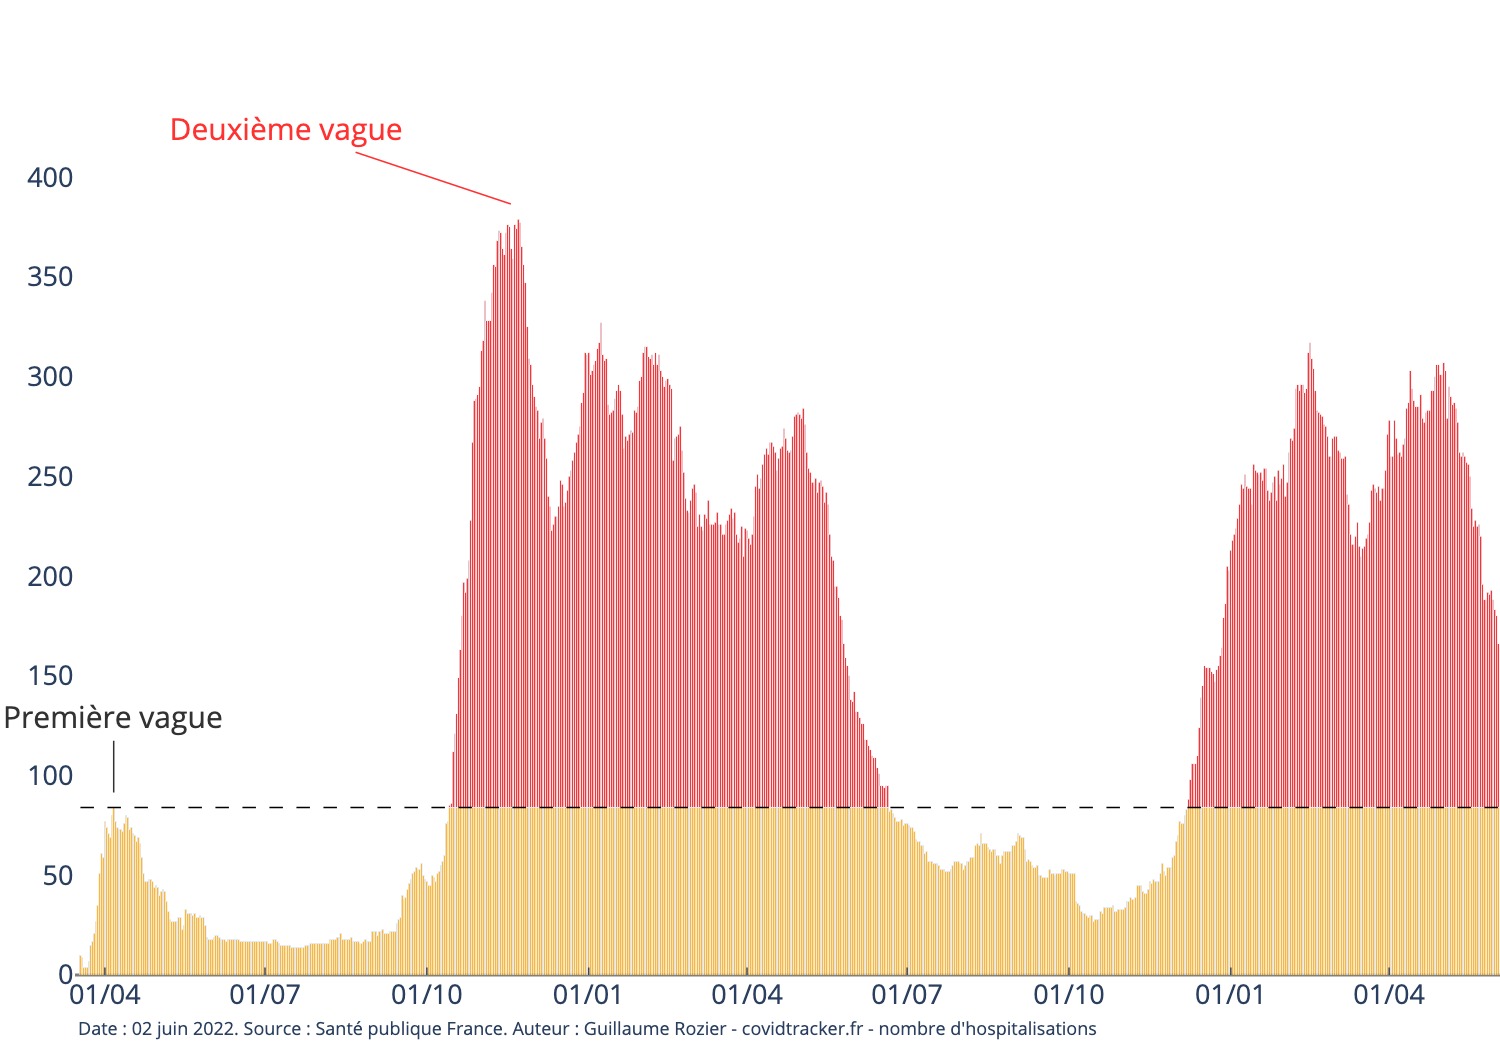 Deuxième vague
400
350
300
250
200
150
Première vague
100
50
0
01/04 01/07 01/10 01/01 01/04 01/07 01/10 01/01 01/04
Date : 02 juin 2022. Source : Santé publique France. Auteur : Guillaume Rozier - covidtracker.fr - nombre d'hospitalisations